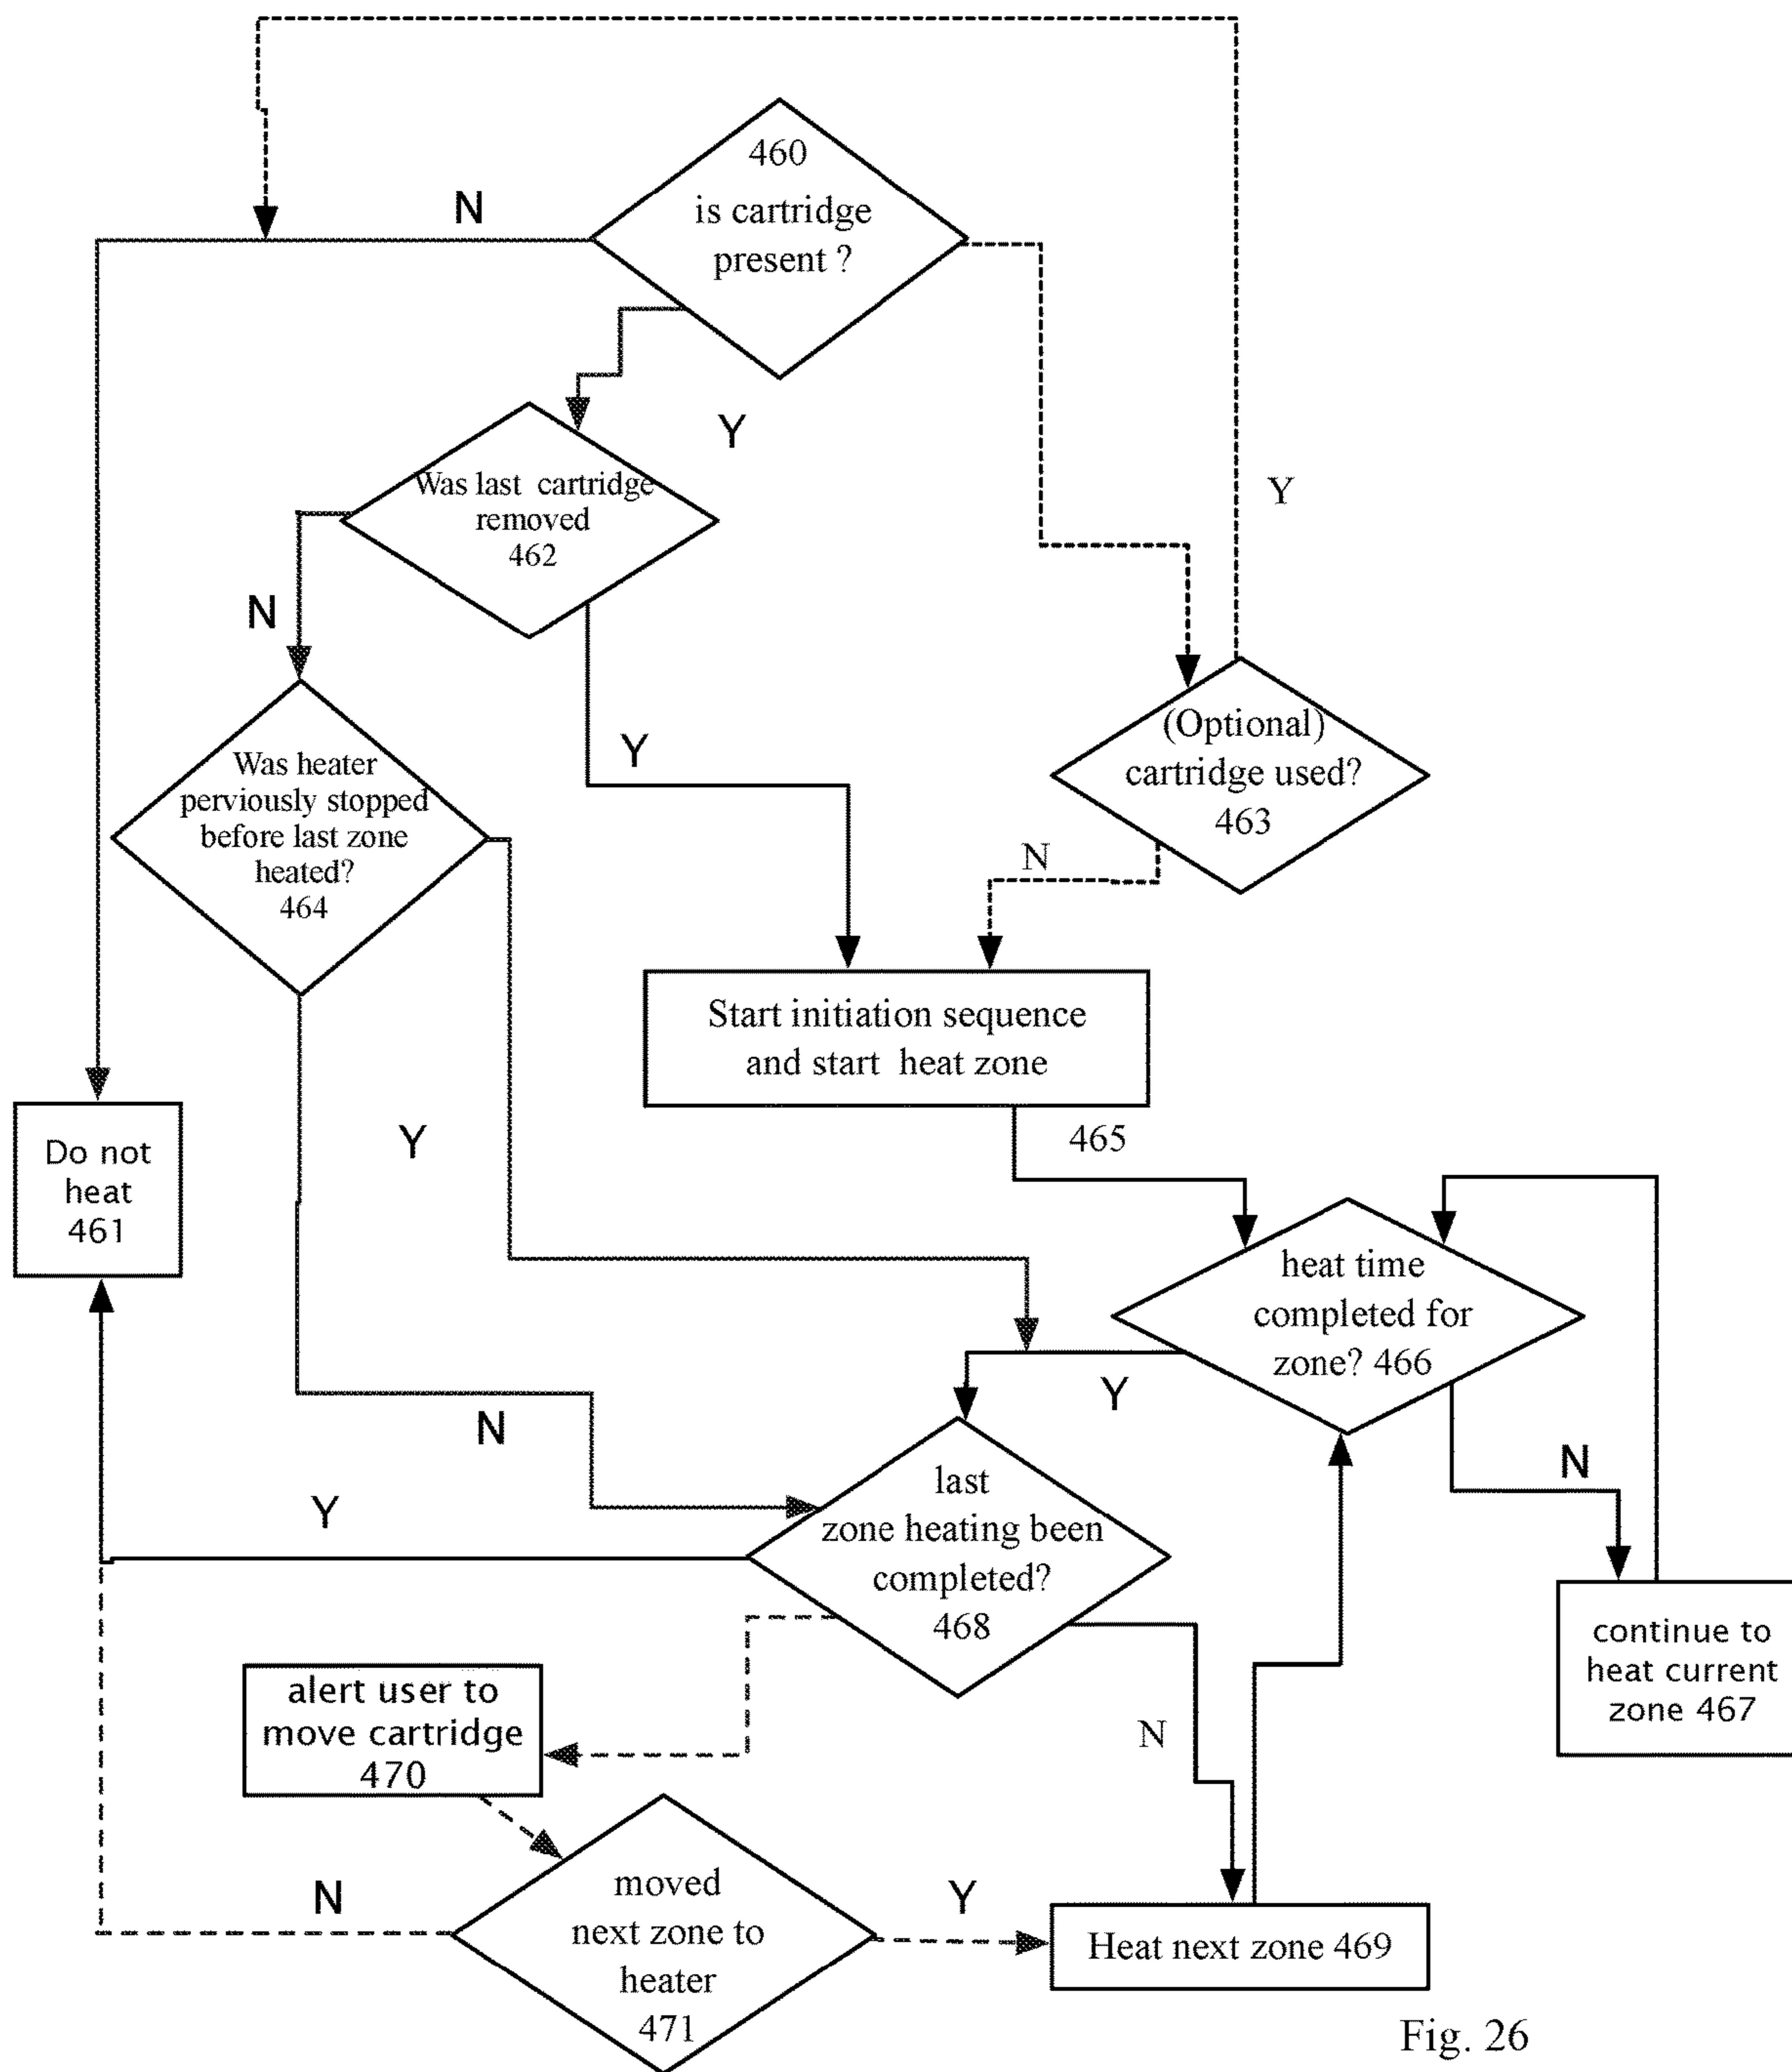 460
is cartridge
present ?
N
Y
Was last cartridge
removed
462
Y
N
Y
(Optional)
cartridge used?
463
N
Was heater
perviously stopped
before last zone
heated?
464
Start initiation sequence
and start heat zone
465
Y
Do not
heat
461
heat time
completed for
zone? 466
Y
N
N
Y
last
zone heating been
completed?
468
continue to
heat current
zone 467
alert user to
move cartridge
470
N
N
moved
next zone to
heater
471
Y
Heat next zone 469
Fig. 26